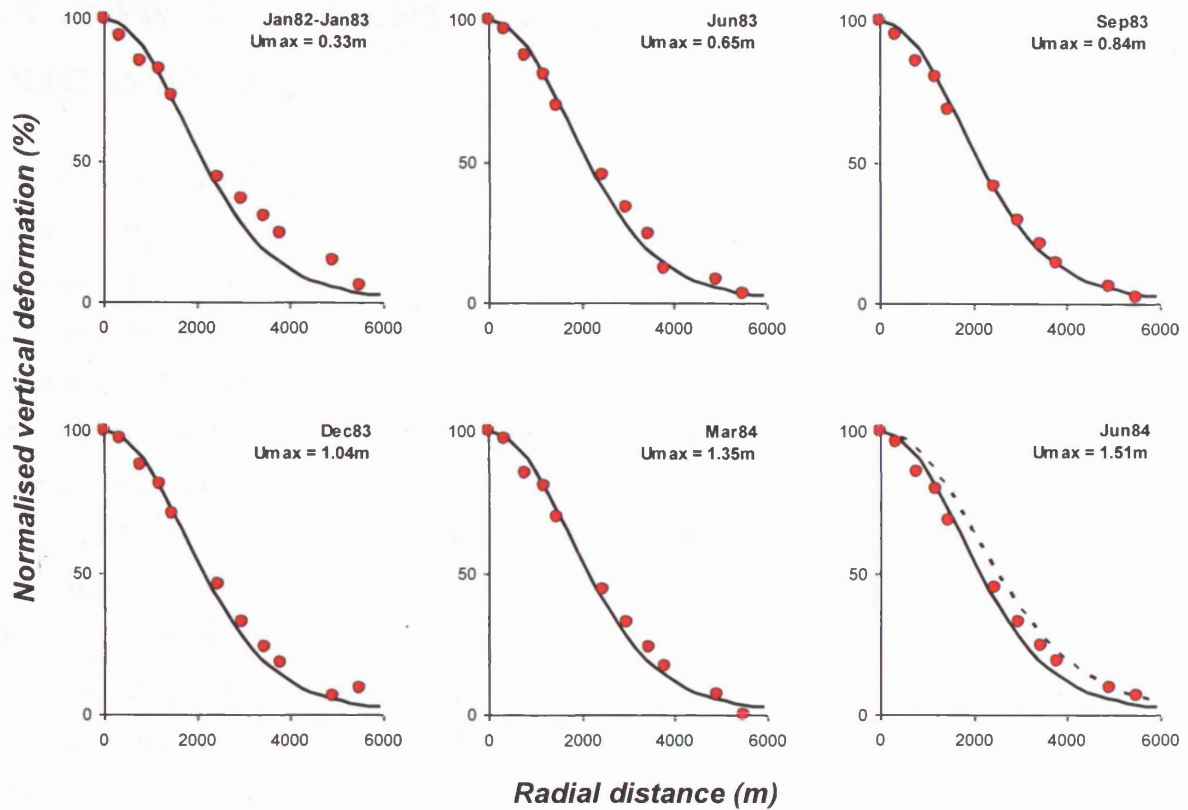 Normalised vertical deformation (%)
Jan82-Jan83
Umax = 0.33m
100
50
0
0 2000 4000 6000
Jun83
Umax = 0.65m
100
50
0
0 2000 4000 6000
Sep83
Umax = 0.84m
100
50
0
0 2000 4000 6000
Dec83
Umax = 1.04m
100
50
0
0 2000 4000 6000
Mar84
Umax = 1.35m
100
50
0
0 2000 4000 6000
Jun84
Umax = 1.51m
100
50
0
0 2000 4000 6000
Radial distance (m)